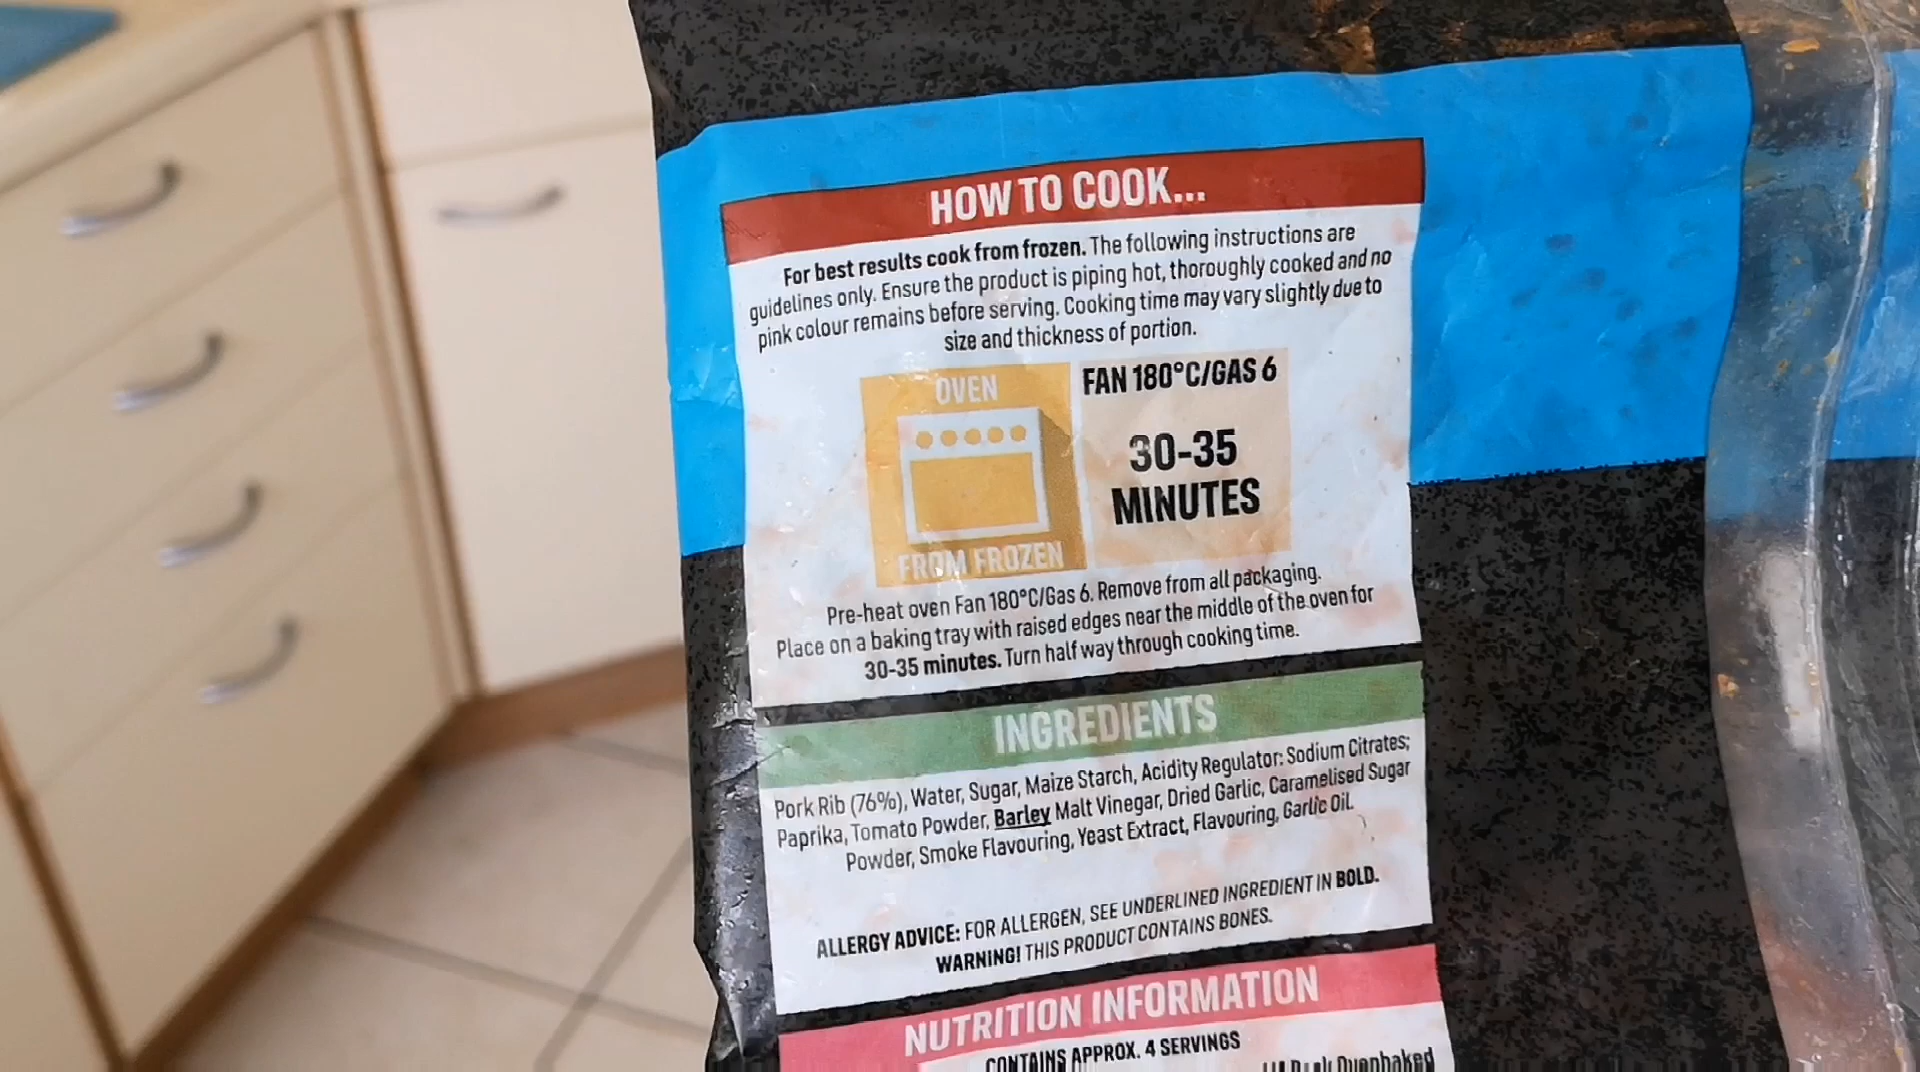 HOW TO COOK...
For best results cook from frozen. The following instructions are
guidelines only. Ensure the product is piping hot, thoroughly cooked and no
pink colour remains before serving. Cooking time may vary slightly due to
size and thickness of portion.
OVEN
FROM FROZEN
FAN 180°C/GAS 6
30-35
MINUTES
Pre-heat oven Fan 180°C/Gas 6. Remove from all packaging.
Place on a baking tray with raised edges near the middle of the oven for
30-35 minutes. Turn half way through cooking time.
INGREDIENTS
Pork Rib (76%), Water, Sugar, Maize Starch, Acidity Regulator: Sodium Citrates;
Paprika, Tomato Powder, Barley Malt Vinegar, Dried Garlic, Caramelised Sugar
Powder, Smoke Flavouring, Yeast Extract, Flavouring, Garlic Oil.
ALLERGY ADVICE: FOR ALLERGEN, SEE UNDERLINED INGREDIENT IN BOLD.
WARNING! THIS PRODUCT CONTAINS BONES.
NUTRITION INFORMATION
CONTAINS APPROX. 4 SERVINGS